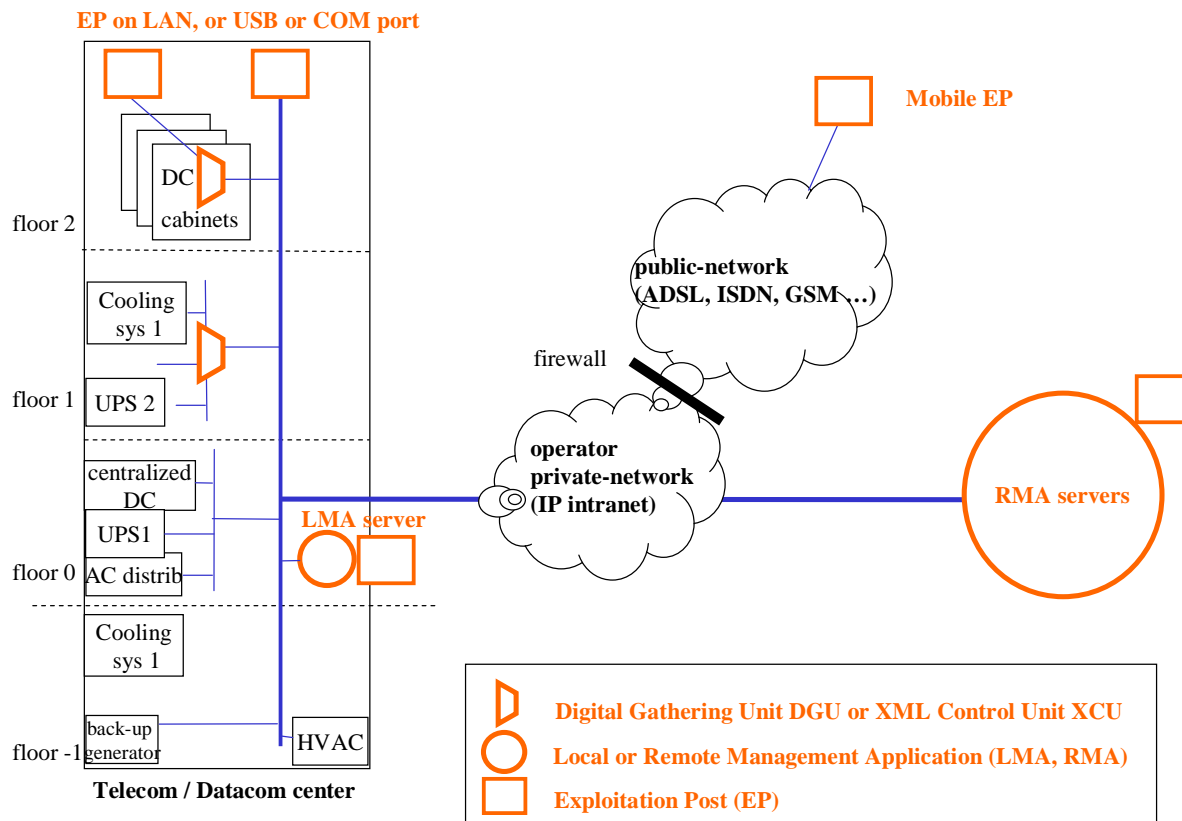 EP on LAN, or USB or COM port
Mobile EP
DC
cabinets
floor 2
public-network
(ADSL, ISDN, GSM …)
Cooling
sys 1
firewall
floor 1
UPS 2
operator
private-network
(IP intranet)
centralized
DC
RMA servers
LMA server
UPS1
floor 0
AC distrib
Cooling
sys 1
back-up
generator
HVAC
floor -1
Telecom / Datacom center
Digital Gathering Unit DGU or XML Control Unit XCU
Local or Remote Management Application (LMA, RMA)
Exploitation Post (EP)